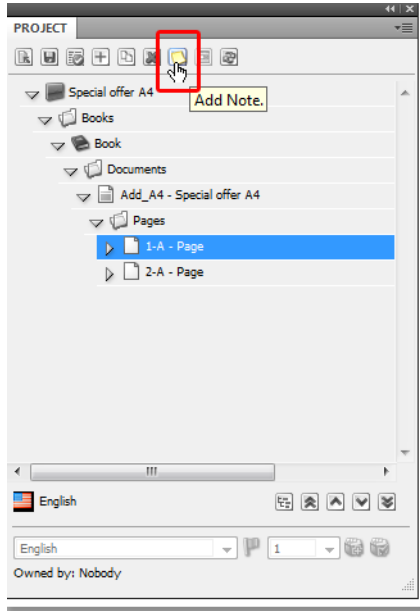 PROJECT
Add Note.
Special offer A4
Books
Book
Documents
Add_A4 - Special offer A4
Pages
1-A - Page
2-A - Page
English
English
1
Owned by: Nobody